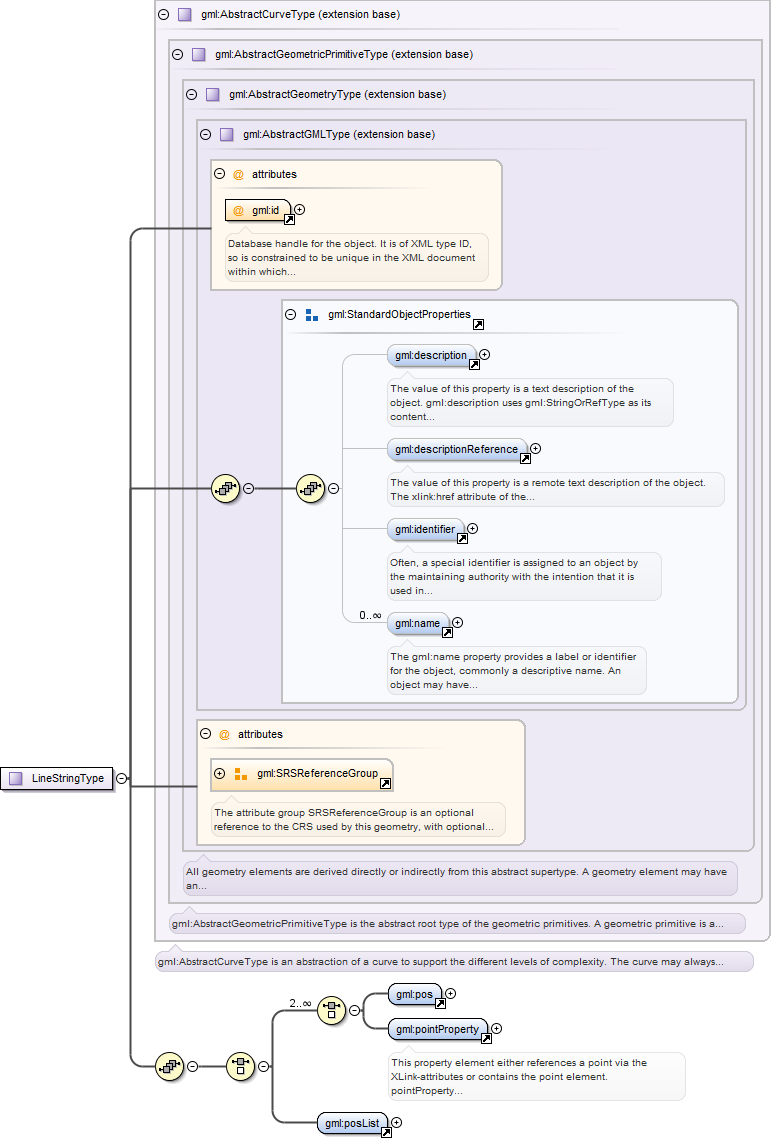 gml:AbstractCurveType (extension base)
gml:AbstractGeometricPrimitiveType (extension base)
gml:AbstractGeometryType (extension base)
gml:AbstractGMLType (extension base)
@ attributes
@ gml:id
Database handle for the object. It is of XML type ID,
so is constrained to be unique in the XML document
within which...
gml:StandardObjectProperties
gml:description
The value of this property is a text description of the
object. gml:description uses gml:StringOrRefType as its
content...
gml:descriptionReference
The value of this property is a remote text description of the object.
The xlink:href attribute of the...
gml:identifier
Often, a special identifier is assigned to an object by
the maintaining authority with the intention that it is
used in...
0..∞
gml:name
The gml:name property provides a label or identifier
for the object, commonly a descriptive name. An
object may have...
@ attributes
gml:SRSReferenceGroup
The attribute group SRSReferenceGroup is an optional
reference to the CRS used by this geometry, with optional...
LineStringType
All geometry elements are derived directly or indirectly from this abstract supertype. A geometry element may have
an...
gml:AbstractGeometricPrimitiveType is the abstract root type of the geometric primitives. A geometric primitive is a...
gml:AbstractCurveType is an abstraction of a curve to support the different levels of complexity. The curve may always...
2..∞
gml:pos
gml:pointProperty
This property element either references a point via the
XLink-attributes or contains the point element.
pointProperty...
gml:posList